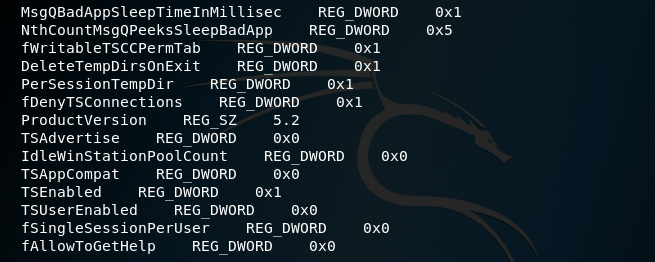 MsgQBadAppSleepTimeInMillisec    REG_DWORD    0x1
NthCountMsgQPeeksSleepBadApp    REG_DWORD    0x5
fWritableTSCCPermTab    REG_DWORD    0x1
DeleteTempDirsOnExit    REG_DWORD    0x1
PerSessionTempDir    REG_DWORD    0x1
fDenyTSConnections    REG_DWORD    0x1
ProductVersion    REG_SZ    5.2
TSAdvertise    REG_DWORD    0x0
IdleWinStationPoolCount    REG_DWORD    0x0
TSAppCompat    REG_DWORD    0x0
TSEnabled    REG_DWORD    0x1
TSUserEnabled    REG_DWORD    0x0
fSingleSessionPerUser    REG_DWORD    0x0
fAllowToGetHelp    REG_DWORD    0x0